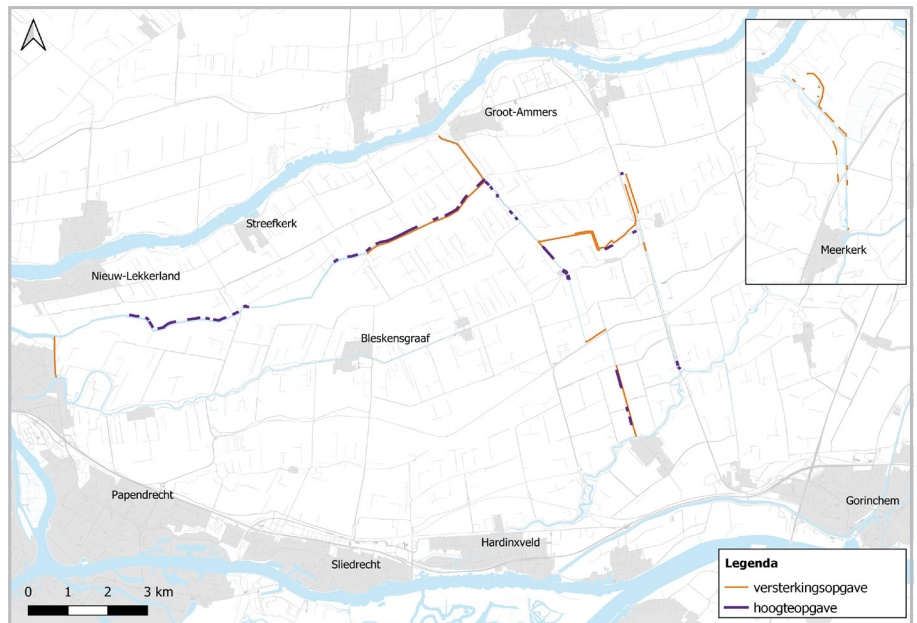 Groot-Ammers
Streefkerk
Nieuw-Lekkerland
Meerkerk
Bleskensgraaf
Papendrecht
Gorinchem
Hardinxveld
Sliedrecht
Legenda
versterkingsopgave
hoogteopgave
0 1 2 3 km